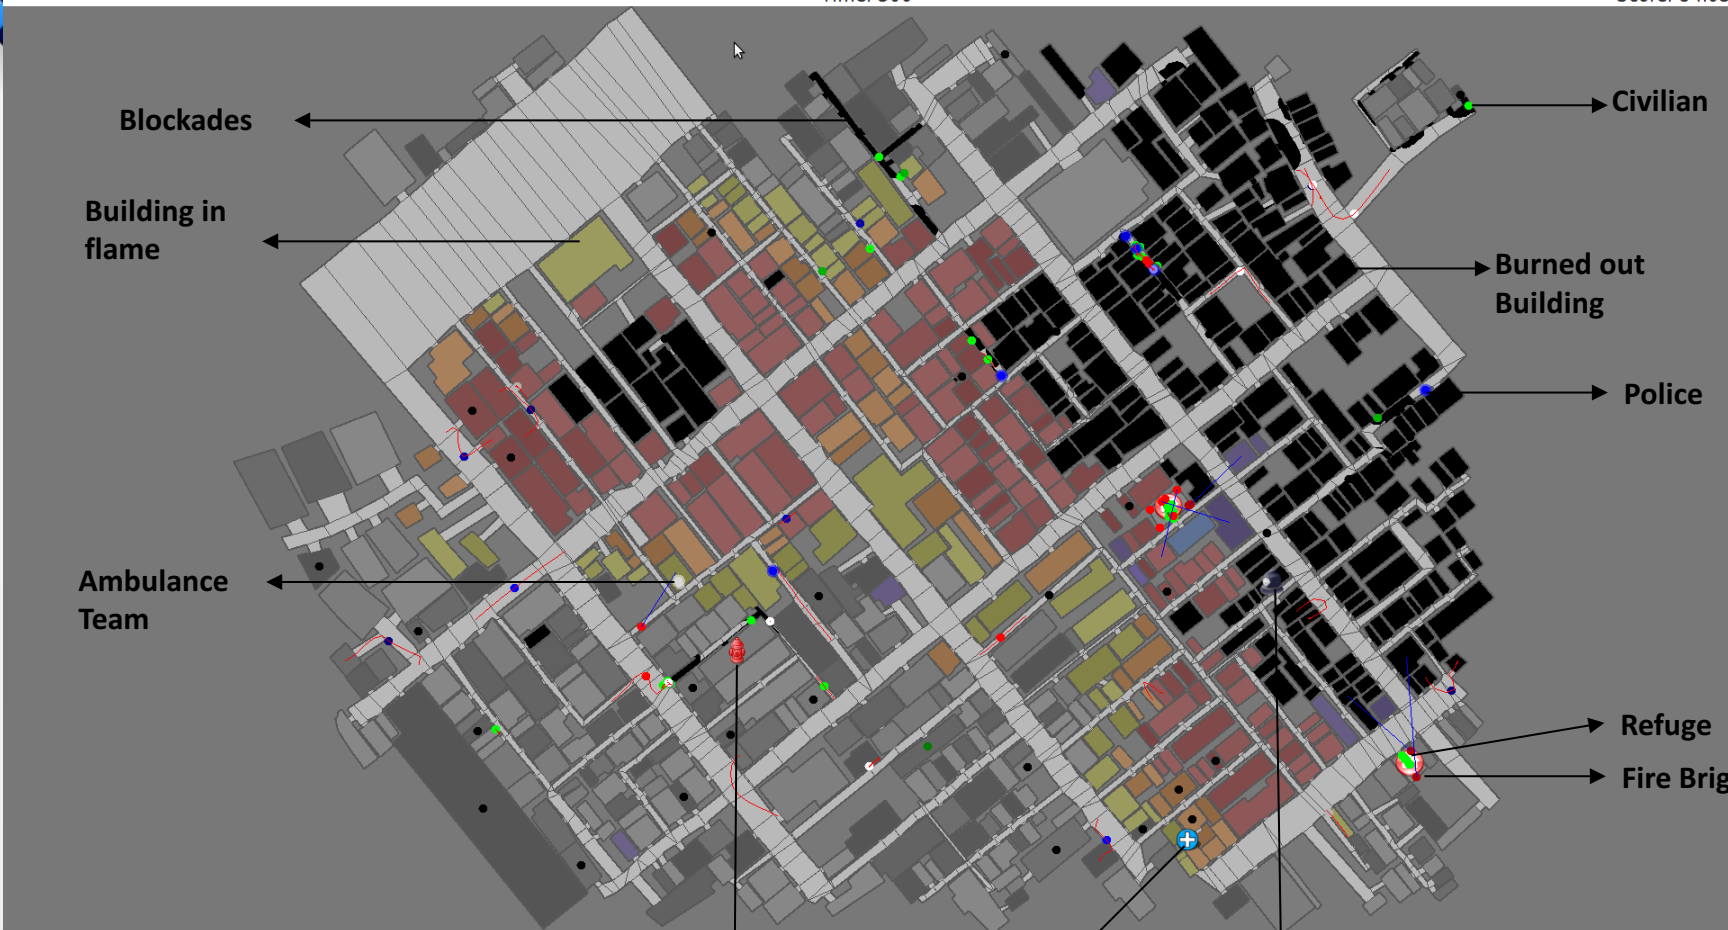 Blockades
Civilian
Building in
flame
Burned out
Building
Police
Ambulance
Team
Refuge
Fire Brig